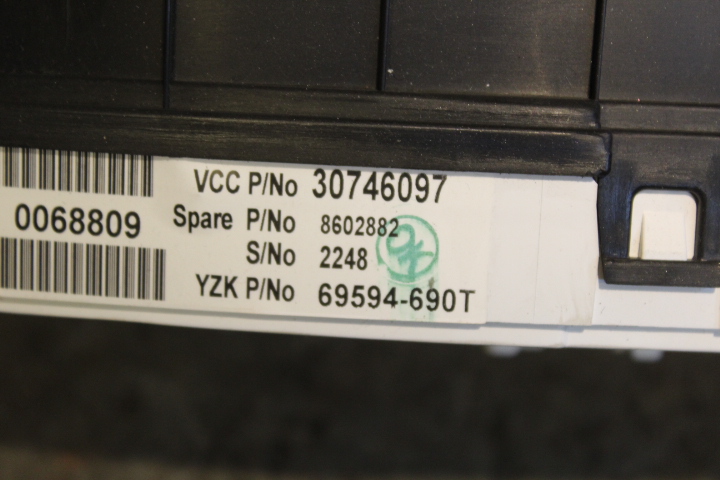 0068809
VCC P/No 30746097
Spare P/No 8602882
S/No 2248
YZK P/No 69594-690T